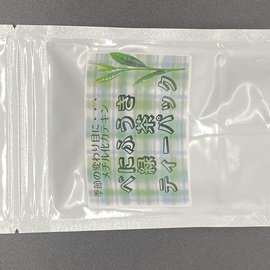 季節の変わり目に・・・
メチル化カテキン
べにふうき
緑茶
ティーパック